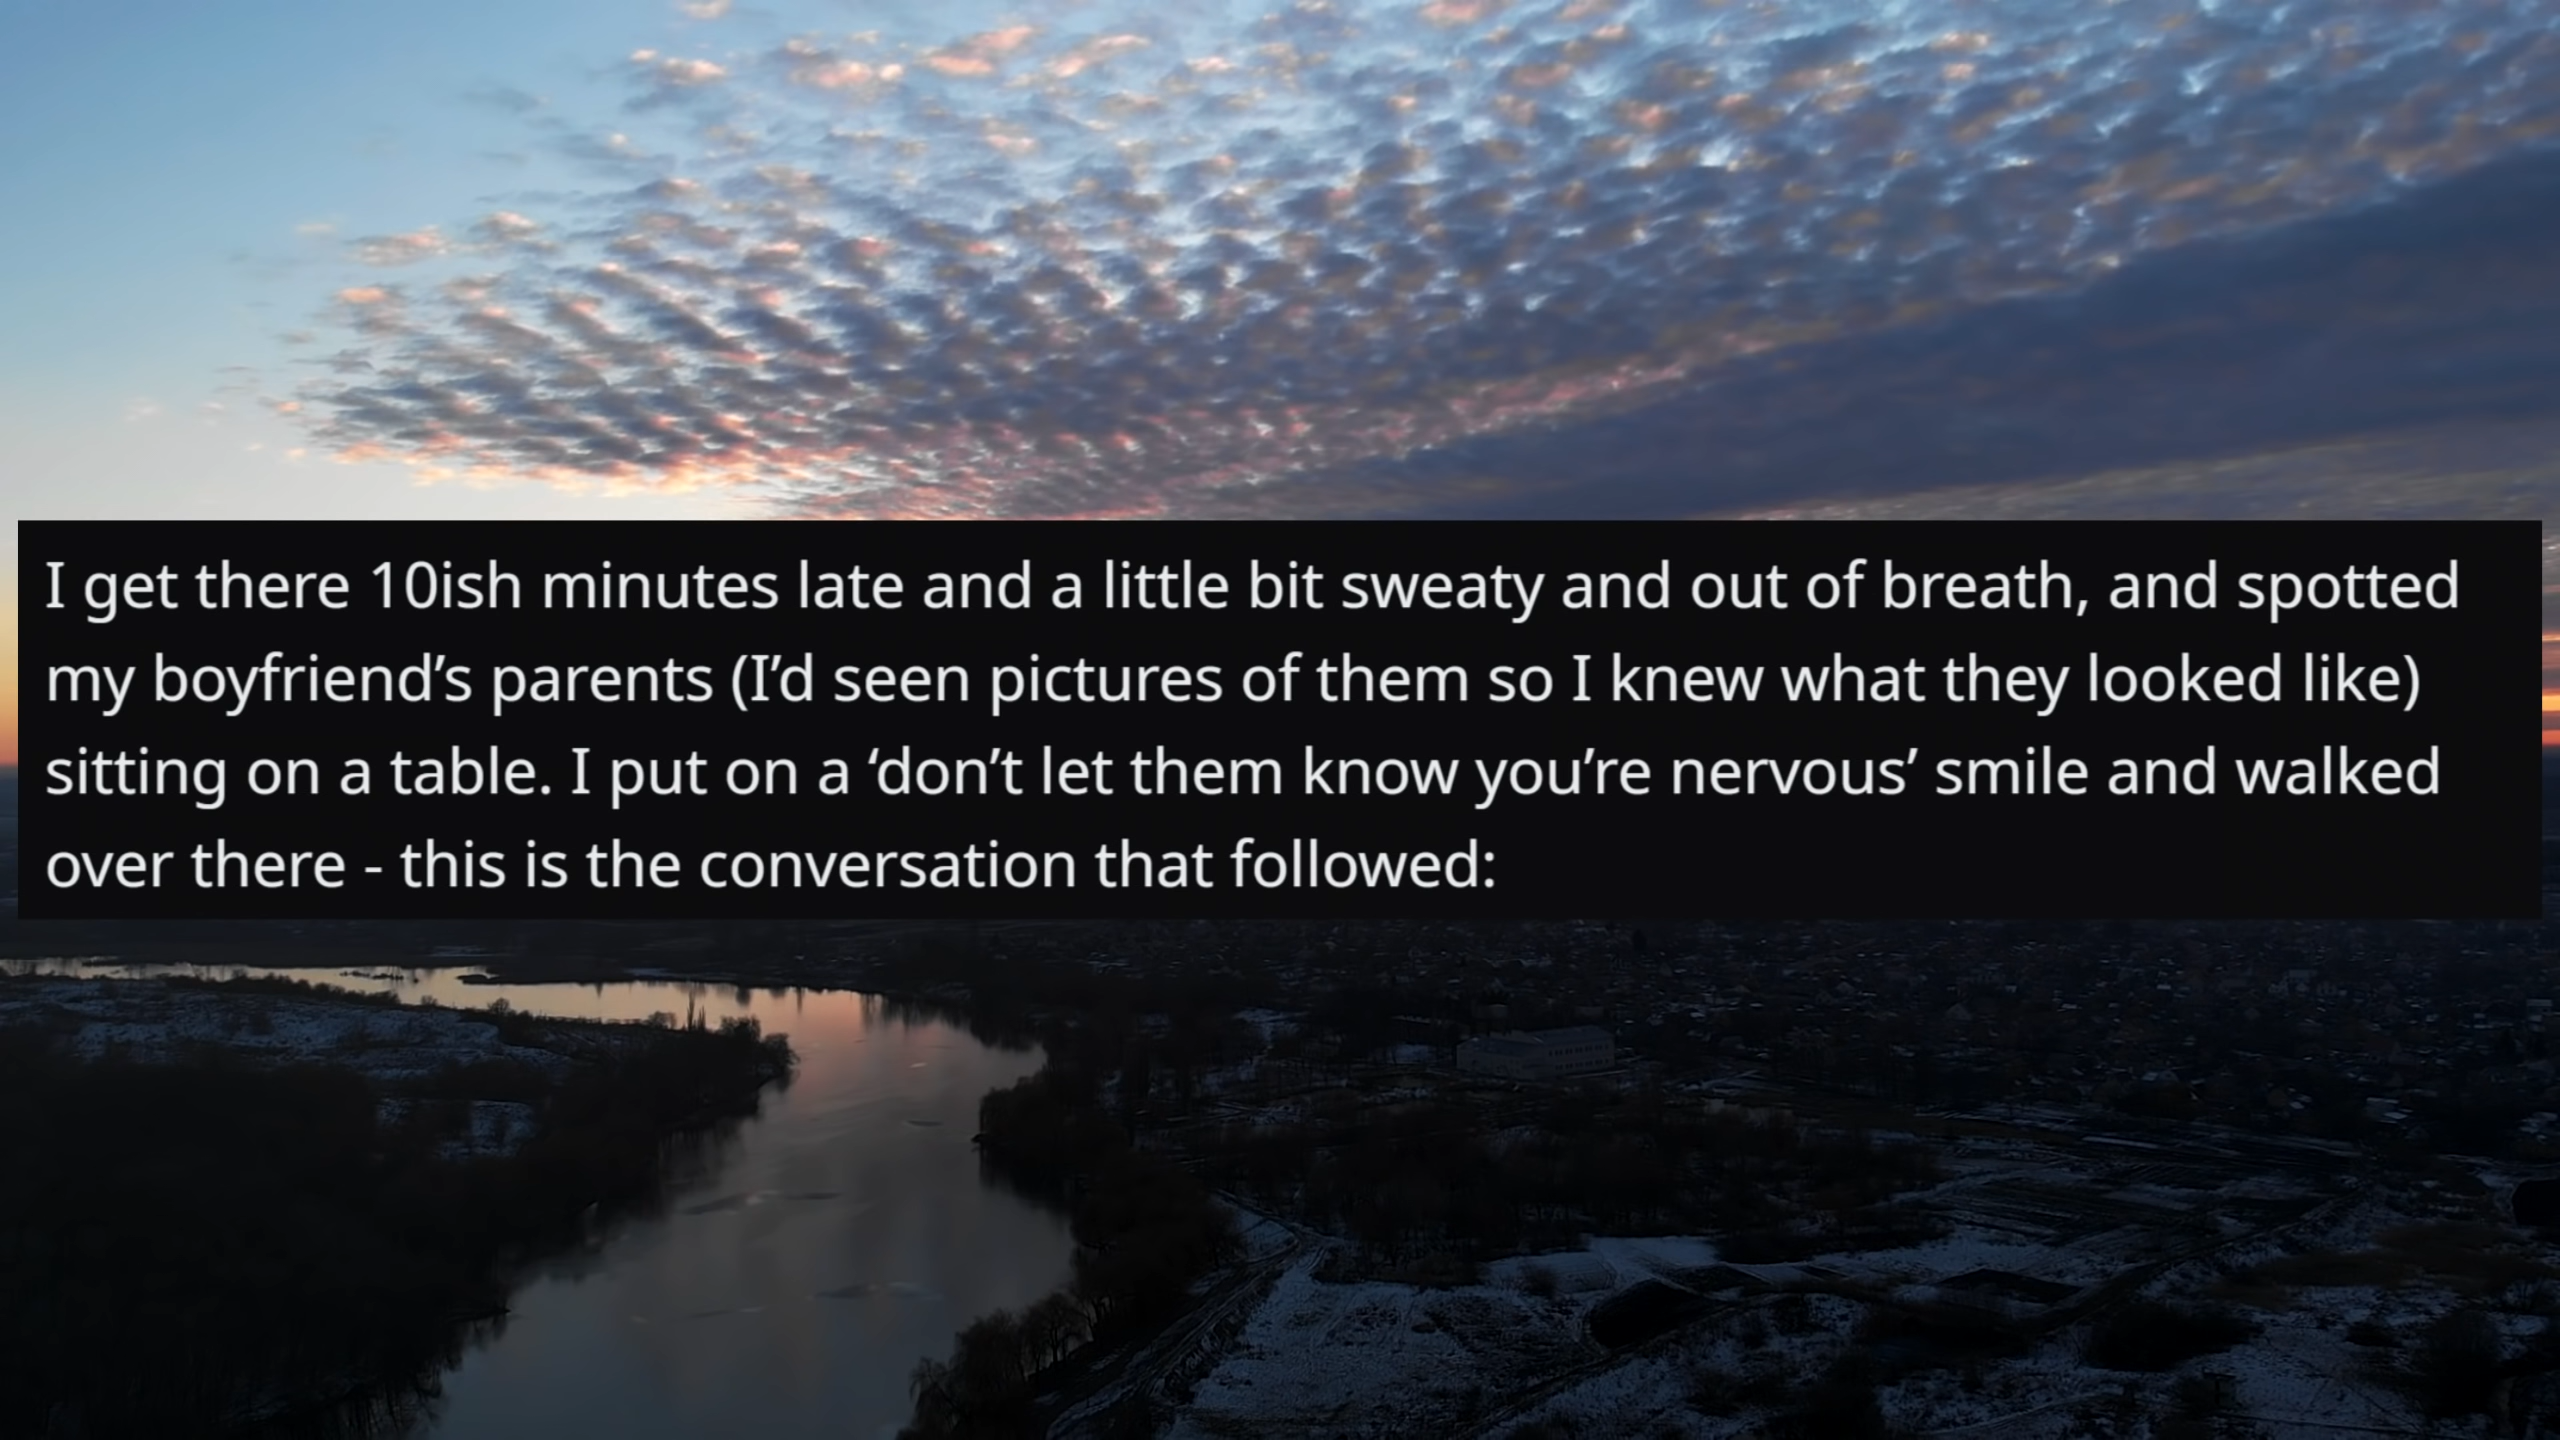 I get there 10ish minutes late and a little bit sweaty and out of breath, and spotted
my boyfriend’s parents (I’d seen pictures of them so I knew what they looked like)
sitting on a table. I put on a ‘don’t let them know you’re nervous’ smile and walked
over there - this is the conversation that followed: